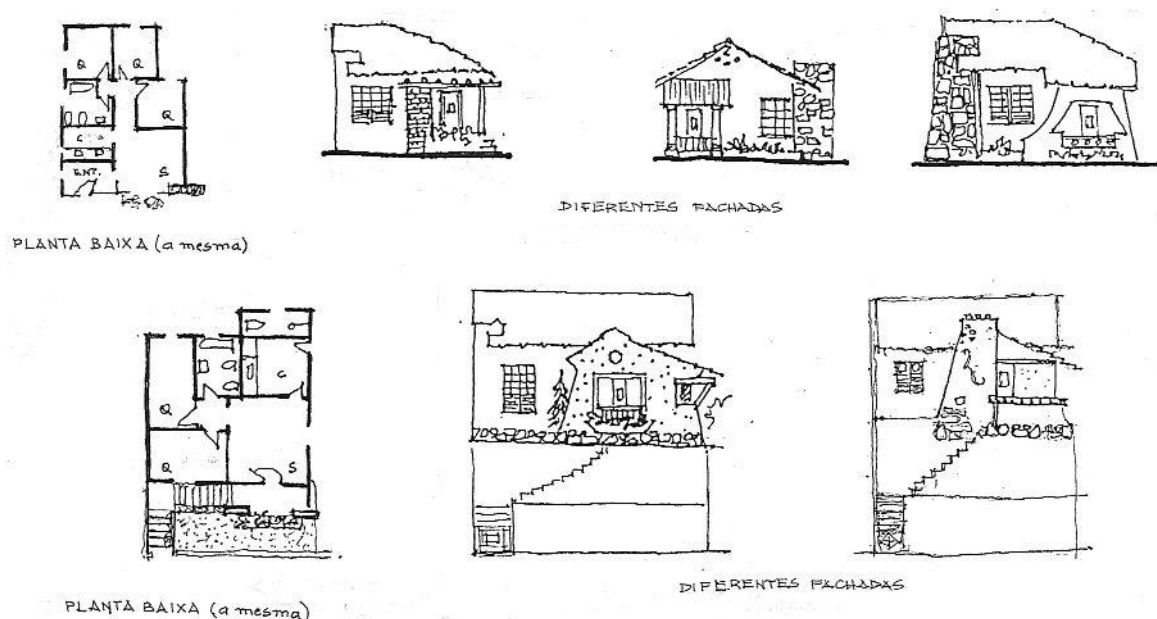 Q Q
Q
C
ENT. S
DIFERENTES FACHADAS
PLANTA BAIXA (a mesma)
C
Q
Q S
DIFERENTES FACHADAS
PLANTA BAIXA (a mesma)